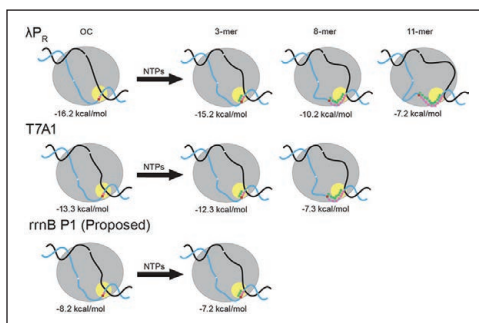 λPR OC 3-mer 8-mer 11-mer
NTPs
-16.2 kcal/mol -15.2 kcal/mol -10.2 kcal/mol -7.2 kcal/mol
T7A1
NTPs
-13.3 kcal/mol -12.3 kcal/mol -7.3 kcal/mol
rrnB P1 (Proposed)
NTPs
-8.2 kcal/mol -7.2 kcal/mol